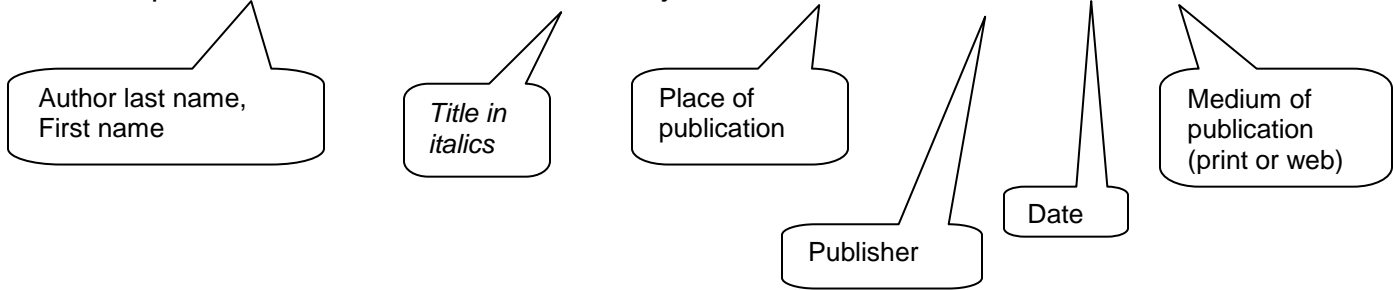 Author last name,
First name
Title in
italics
Place of
publication
Publisher
Date
Medium of
publication
(print or web)